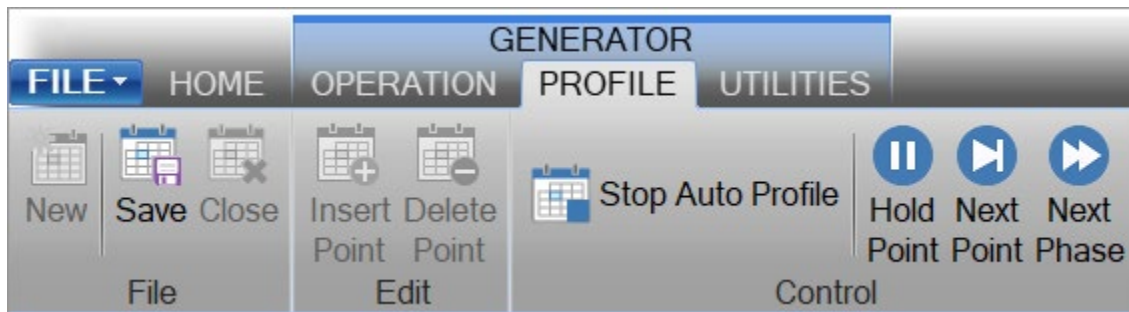 GENERATOR
FILE HOME OPERATION PROFILE UTILITIES
New Save Close Insert Point Delete Point Stop Auto Profile Hold Point Next Point Next Phase
File Edit Control